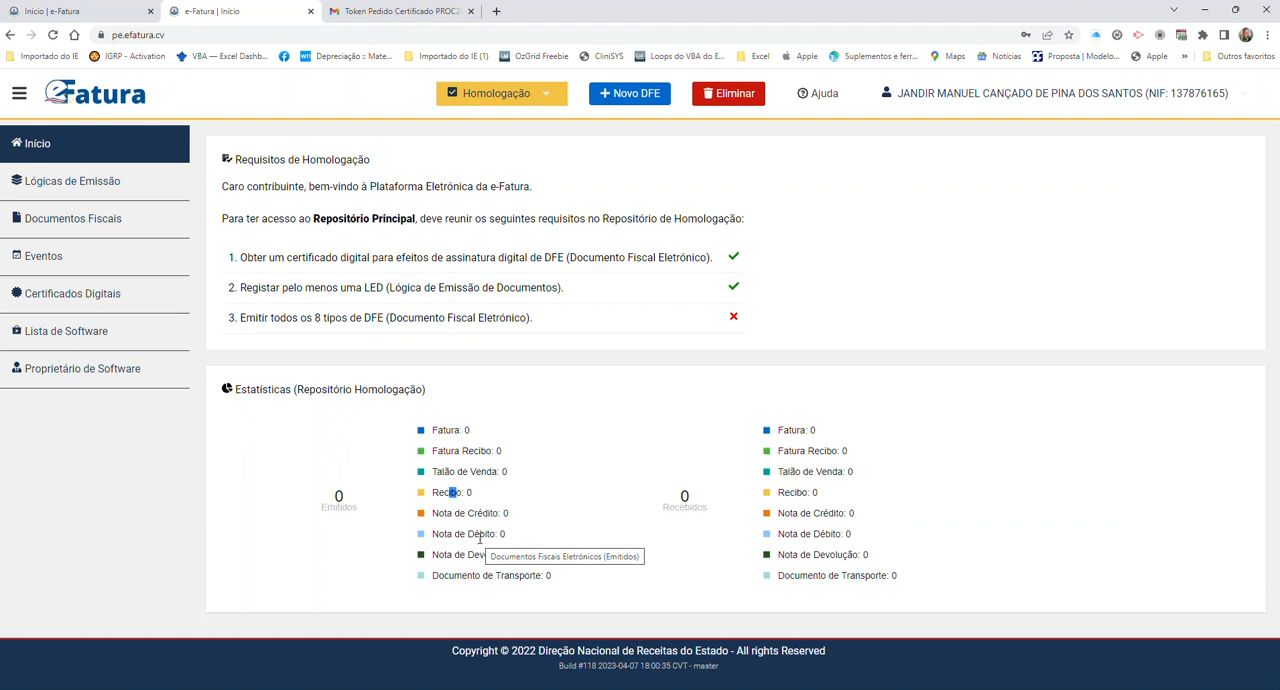 Inicio | e-Fatura
e-Fatura | Início
Token Pedido Certificado PROC2
pe.efatura.cv
Importado do IE
IGRP - Activation
VBA — Excel Dashb...
Depreciação : Mate...
Importado do IE (1)
OzGrid Freebie
CliniSYS
Loops do VBA do E...
Excel
Apple
Suplementos e ferr...
Maps
Notícias
Proposta | Modelo...
Apple
»
Outros favoritos
eFatura
Homologação
+ Novo DFE
Eliminar
Ajuda
JANDIR MANUEL CANÇADO DE PINA DOS SANTOS (NIF: 137876165)
Início
Lógicas de Emissão
Documentos Fiscais
Eventos
Certificados Digitais
Lista de Software
Proprietário de Software
Requisitos de Homologação
Caro contribuinte, bem-vindo à Plataforma Eletrónica da e-Fatura.
Para ter acesso ao Repositório Principal, deve reunir os seguintes requisitos no Repositório de Homologação:
1. Obter um certificado digital para efeitos de assinatura digital de DFE (Documento Fiscal Eletrónico).
2. Registar pelo menos uma LED (Lógica de Emissão de Documentos).
3. Emitir todos os 8 tipos de DFE (Documento Fiscal Eletrónico).
Estatísticas (Repositório Homologação)
0
Emitidos
Fatura: 0
Fatura Recibo: 0
Talão de Venda: 0
Recibo: 0
Nota de Crédito: 0
Nota de Débito: 0
Nota de Dev
Documentos Fiscais Eletrónicos (Emitidos)
Documento de Transporte: 0
0
Recebidos
Fatura: 0
Fatura Recibo: 0
Talão de Venda: 0
Recibo: 0
Nota de Crédito: 0
Nota de Débito: 0
Nota de Devolução: 0
Documento de Transporte: 0
Copyright © 2022 Direção Nacional de Receitas do Estado - All rights Reserved
Build #118 2023-04-07 18:00:35 CVT - master